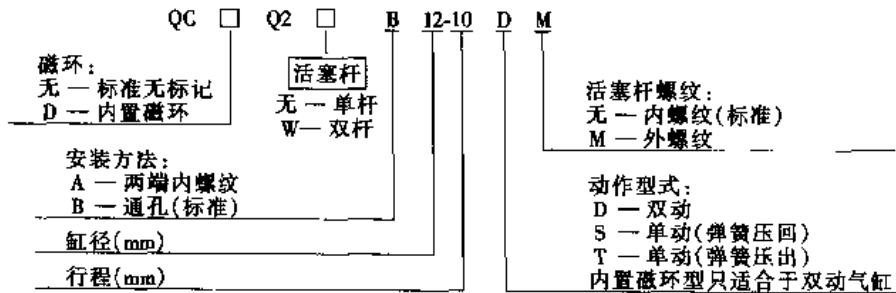 QC □ Q2 □ B 12-10 D M
磁环:
无 — 标准无标记
D — 内置磁环
活塞杆
无 — 单杆
W— 双杆
活塞杆螺纹:
无 — 内螺纹(标准)
M — 外螺纹
安装方法:
A — 两端内螺纹
B — 通孔(标准)
缸径(mm)
行程(mm)
动作型式:
D — 双动
S — 单动(弹簧压回)
T — 单动(弹簧压出)
内置磁环型只适合于双动气缸